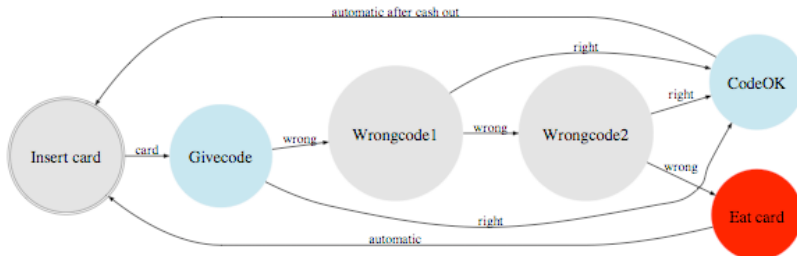 automatic after cash out
right
CodeOK
Insert card
card
Givecode
wrong
Wrongcode1
wrong
Wrongcode2
right
wrong
right
Eat card
automatic